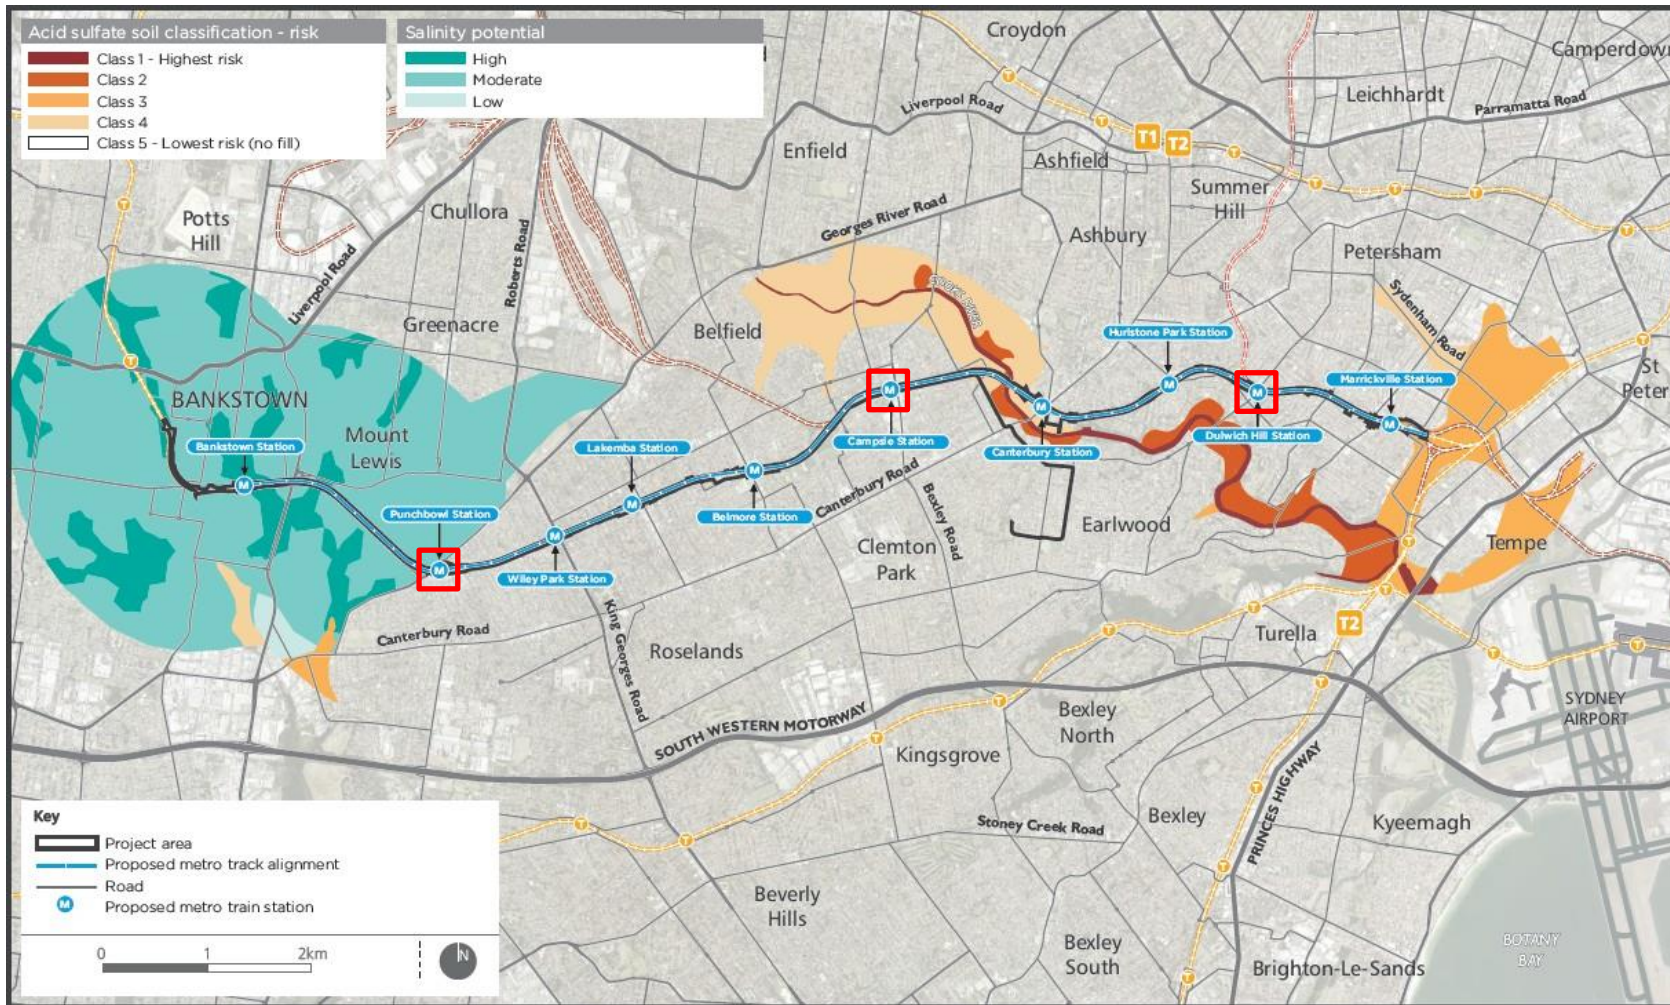 Acid sulfate soil classification - risk
Class 1 - Highest risk
Class 2
Class 3
Class 4
Class 5 - Lowest risk (no fill)
Salinity potential
High
Moderate
Low
Croydon
Camperdown
Leichhardt
Parramatta Road
Liverpool Road
T1
T2
Enfield
Ashfield
Summer
Hill
Potts
Hill
Chullora
Roberts Road
Liverpool Road
Georges River Road
Ashbury
Petersham
Sydenham Road
Greenacre
Belfield
COOKS RIVER
Hurlstone Park Station
St
Peter
BANKSTOWN
Mount
Lewis
Bankstown Station
Lakemba Station
Campsie Station
Canterbury Station
Dulwich Hill Station
Marrickville Station
Punchbowl Station
Belmore Station
Wiley Park Station
Canterbury Road
Bexley Road
Clemton
Park
Earlwood
Tempe
Canterbury Road
King Georges Road
Roselands
Turella
T2
SOUTH WESTERN MOTORWAY
Kingsgrove
Bexley
North
SYDNEY
AIRPORT
PRINCES HIGHWAY
Stoney Creek Road
Bexley
Kyeemagh
Beverly
Hills
Bexley
South
Brighton-Le-Sands
BOTANY
BAY
Key
Project area
Proposed metro track alignment
Road
M
Proposed metro train station
0
1
2km
N